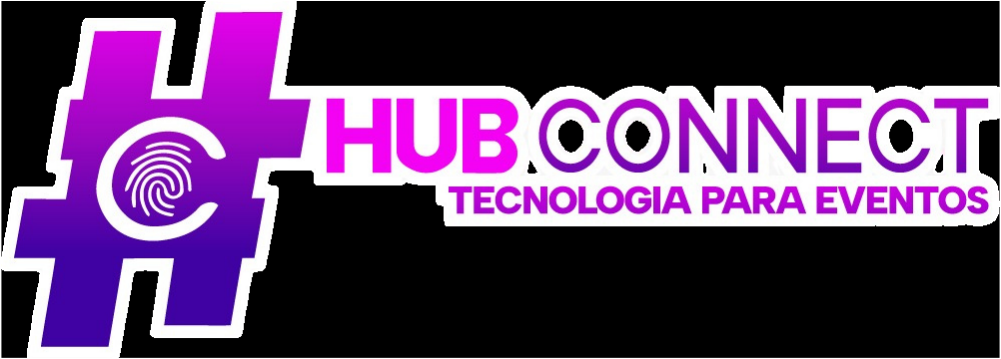 #
C
HUB CONNECT
TECNOLOGIA PARA EVENTOS